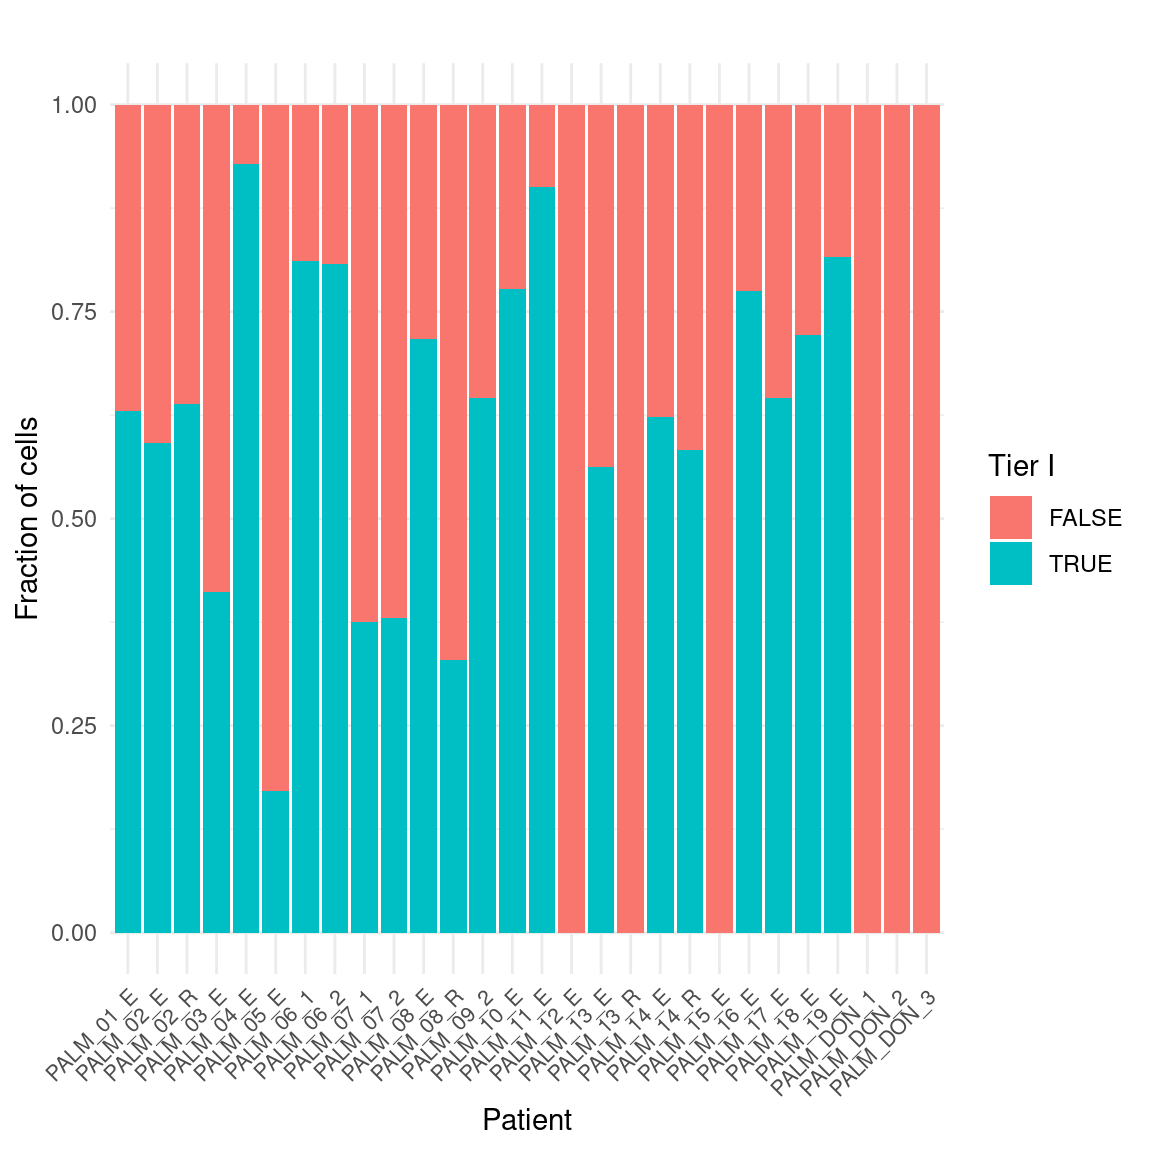 1.00
0.75
0.50
0.25
0.00
Fraction of cells
PALM_01_E
PALM_02_E
PALM_02_R
PALM_03_E
PALM_04_E
PALM_05_E
PALM_06_1
PALM_06_2
PALM_07_1
PALM_07_2
PALM_08_E
PALM_08_R
PALM_09_2
PALM_10_E
PALM_11_E
PALM_12_E
PALM_13_E
PALM_13_R
PALM_14_E
PALM_14_R
PALM_15_E
PALM_16_E
PALM_17_E
PALM_18_E
PALM_19_E
PALM_DON_1
PALM_DON_2
PALM_DON_3
Patient
Tier I
FALSE
TRUE